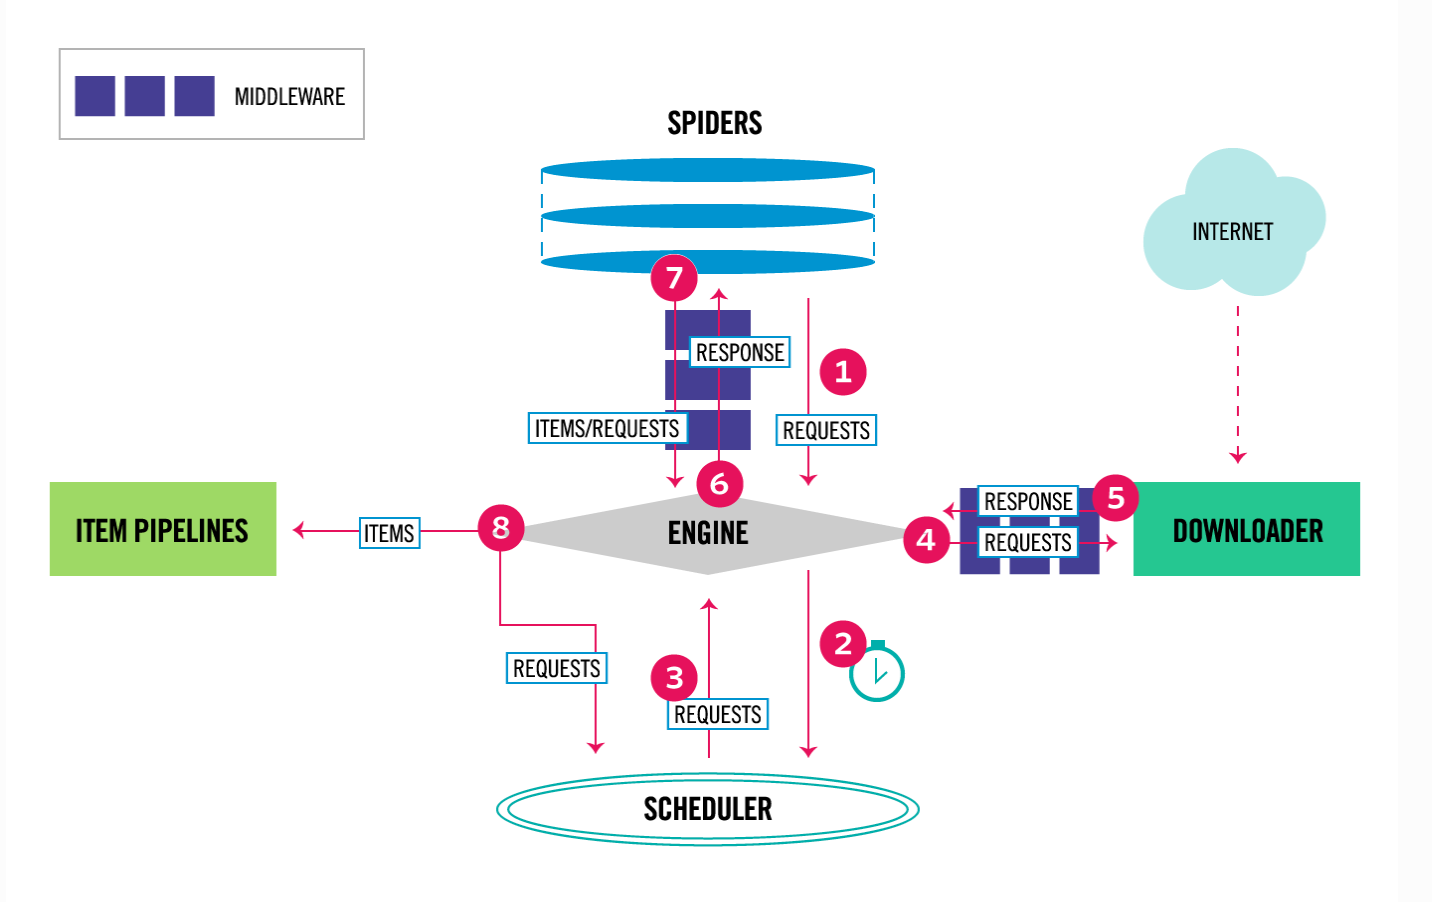 MIDDLEWARE
SPIDERS
INTERNET
7
RESPONSE
1
ITEMS/REQUESTS
REQUESTS
6
RESPONSE
5
ITEM PIPELINES
ITEMS
8
ENGINE
4
REQUESTS
DOWNLOADER
2
REQUESTS
3
REQUESTS
SCHEDULER